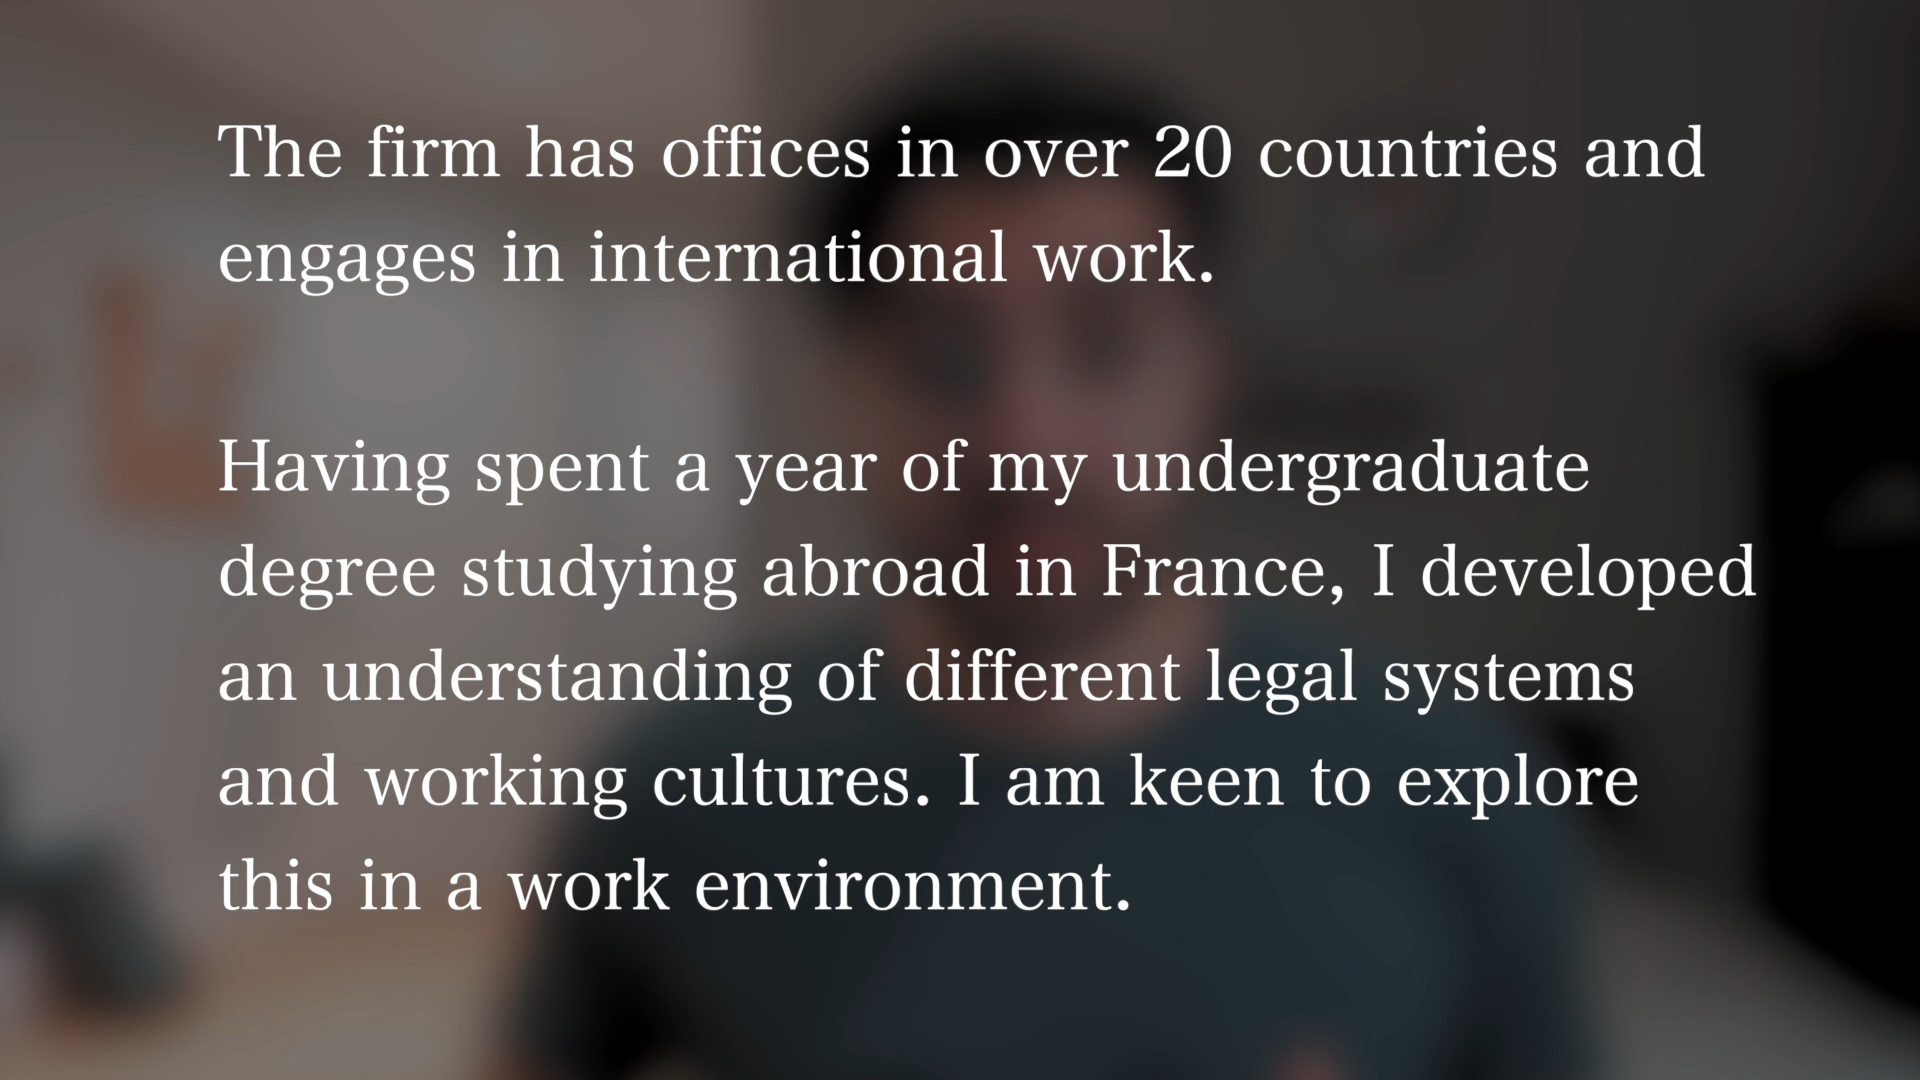 The firm has offices in over 20 countries and
engages in international work.
Having spent a year of my undergraduate
degree studying abroad in France, I developed
an understanding of different legal systems
and working cultures. I am keen to explore
this in a work environment.